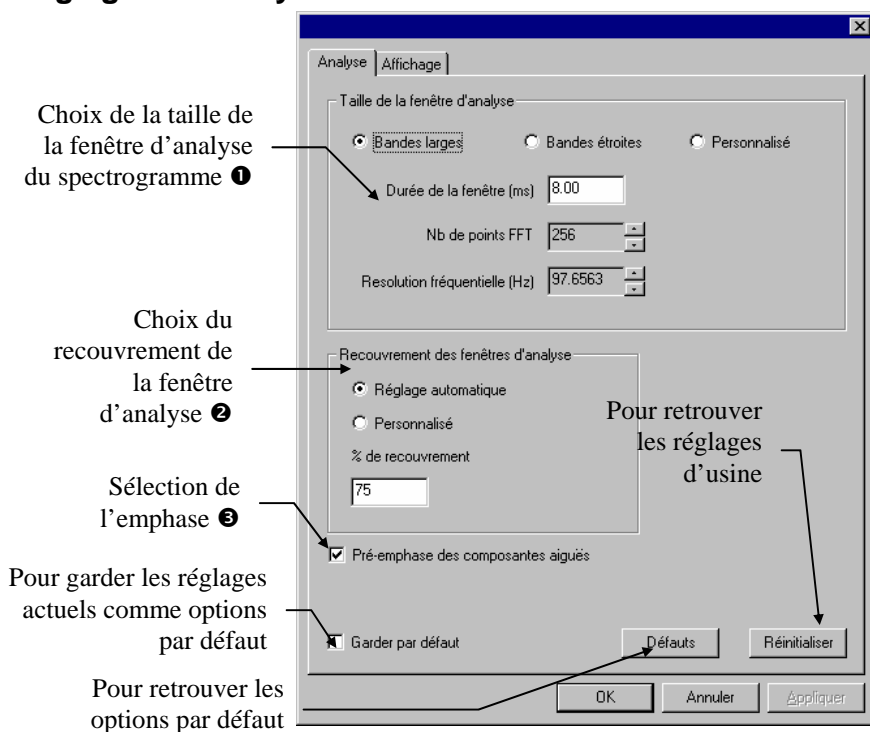 Analyse
Affichage
Taille de la fenêtre d'analyse
Choix de la taille de
la fenêtre d’analyse
du spectrogramme ❶
Bandes larges
Bandes étroites
Personnalisé
Durée de la fenêtre (ms) 8.00
Nb de points FFT 256
Resolution fréquentielle (Hz) 97.6563
Choix du
recouvrement de
la fenêtre
d’analyse ❷
Recouvrement des fenêtres d'analyse
Réglage automatique
Personnalisé
% de recouvrement
75
Pour retrouver
les réglages
d’usine
Sélection de
l’emphase ❸
Pré-emphase des composantes aiguës
Pour garder les réglages
actuels comme options
par défaut
Garder par défaut
Défauts
Réinitialiser
Pour retrouver les
options par défaut
OK
Annuler
Appliquer